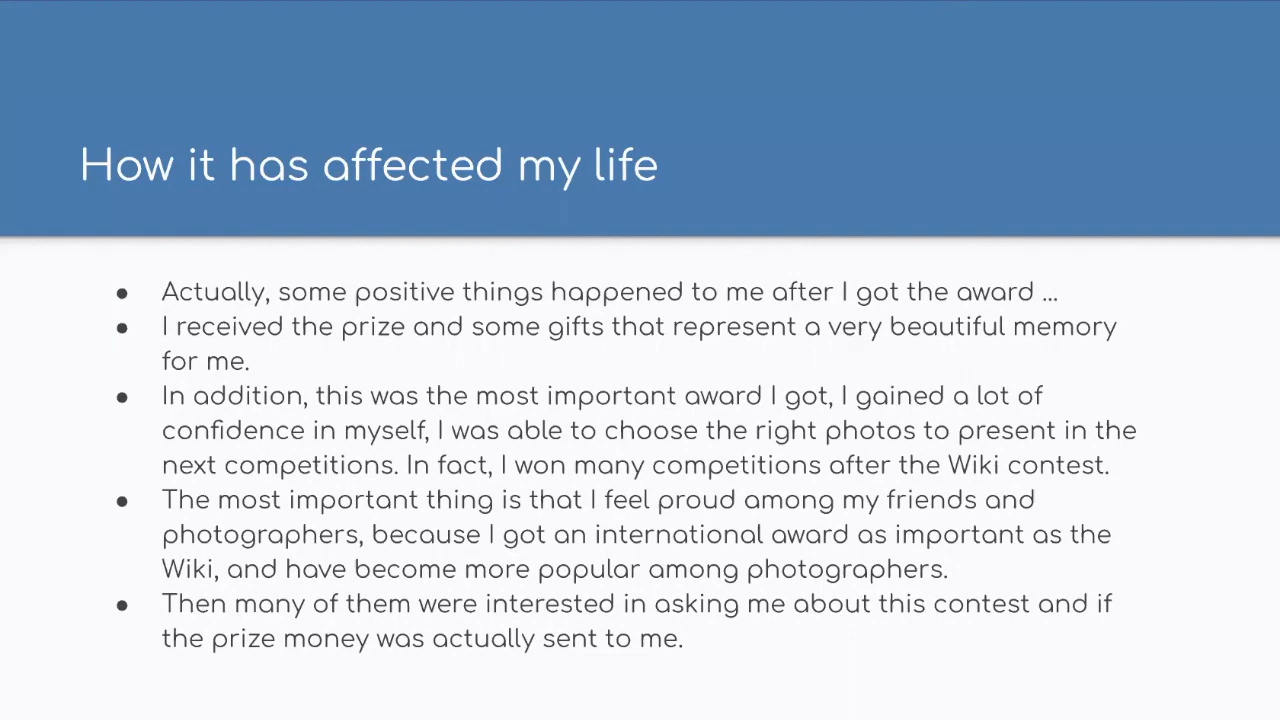 How it has affected my life
● Actually, some positive things happened to me after I got the award ...
● I received the prize and some gifts that represent a very beautiful memory
for me.
● In addition, this was the most important award I got, I gained a lot of
confidence in myself, I was able to choose the right photos to present in the
next competitions. In fact, I won many competitions after the Wiki contest.
● The most important thing is that I feel proud among my friends and
photographers, because I got an international award as important as the
Wiki, and have become more popular among photographers.
● Then many of them were interested in asking me about this contest and if
the prize money was actually sent to me.